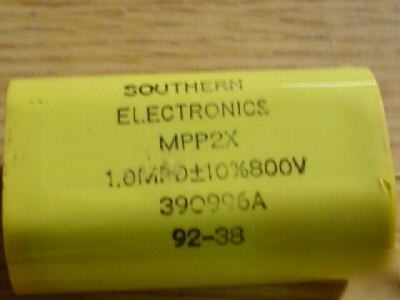 SOUTHERN
ELECTRONICS
MPP2X
1.0MFD±10%800V
390996A
92-38